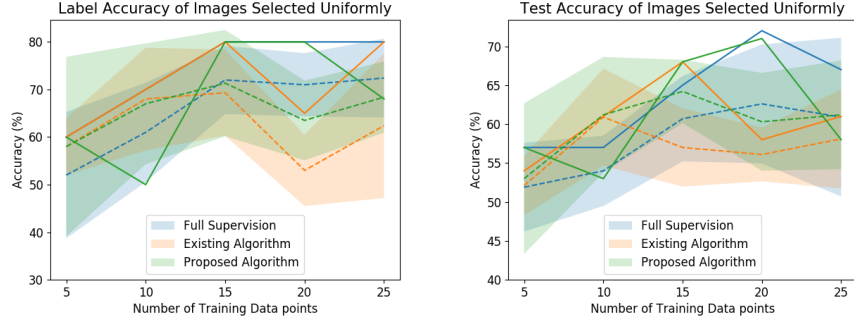 Label Accuracy of Images Selected Uniformly
80
70
60
50
40
30
Accuracy (%)
5
10
15
20
25
Number of Training Data points
Full Supervision
Existing Algorithm
Proposed Algorithm
Test Accuracy of Images Selected Uniformly
70
65
60
55
50
45
40
Accuracy (%)
5
10
15
20
25
Number of Training Data points
Full Supervision
Existing Algorithm
Proposed Algorithm